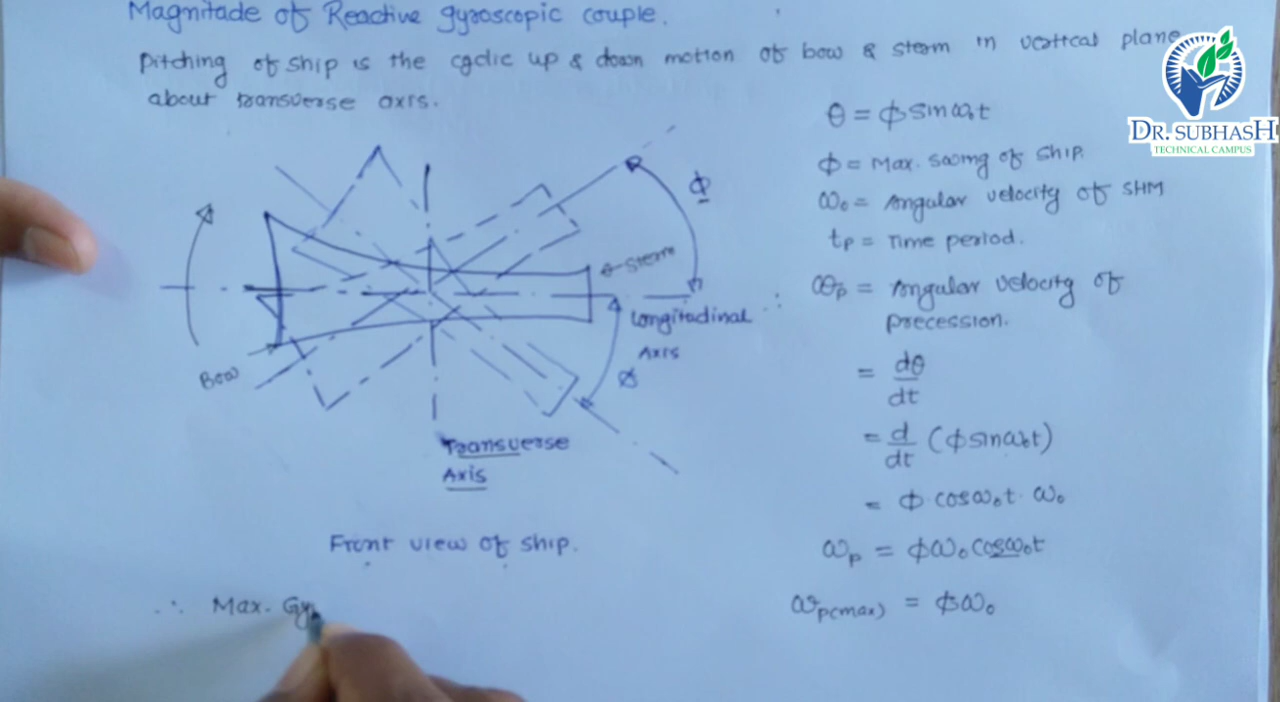 Magnitade of Reactive gyroscopic couple.
Pitching of ship is the cyclic up & down motion of bow & stern in vertical plane
about transverse axis.
DR. SUBHASH
TECHNICAL CAMPUS
θ = ϕ sin ω₀t
ϕ = Max. swing of ship.
ω₀ = Angular velocity of SHM
tp = Time period.
∴ ωp = Angular velocity of
precession.
= dθ/dt
= d/dt (ϕ sin ω₀t)
= ϕ cos ω₀t · ω₀
ωp = ϕω₀ cos ω₀t
ωp(max) = ϕω₀
ϕ
stern
Longitadinal
Axis
ϕ
Bow
Transverse
Axis
Front view of ship.
∴ Max. Gy